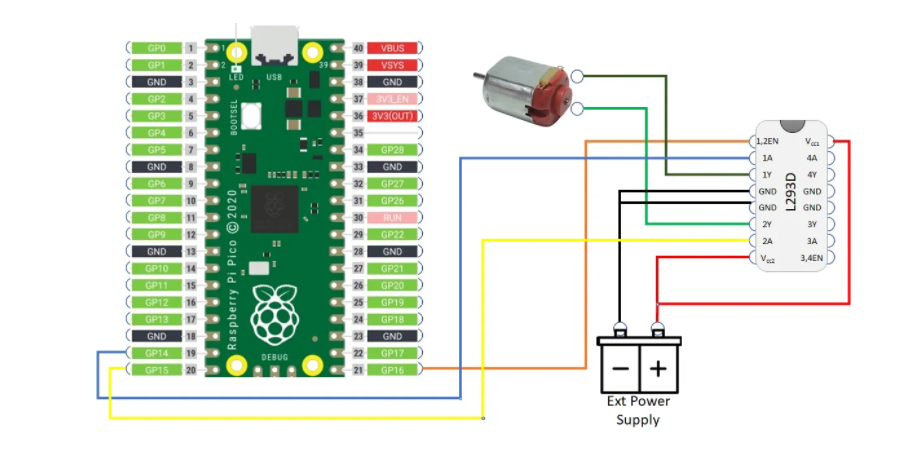 GP0 1
GP1 2
GND 3
GP2 4
GP3 5
GP4 6
GP5 7
GND 8
GP6 9
GP7 10
GP8 11
GP9 12
GND 13
GP10 14
GP11 15
GP12 16
GP13 17
GND 18
GP14 19
GP15 20
1
2
39
LED
USB
BOOTSEL
Raspberry Pi Pico © 2020
DEBUG
40 VBUS
39 VSYS
38 GND
37 3V3_EN
36 3V3(OUT)
35
34 GP28
33 GND
32 GP27
31 GP26
30 RUN
29 GP22
28 GND
27 GP21
26 GP20
25 GP19
24 GP18
23 GND
22 GP17
21 GP16
1,2EN
1A
1Y
GND
GND
2Y
2A
Vcc2
L293D
Vcc1
4A
4Y
GND
GND
3Y
3A
3,4EN
− +
Ext Power
Supply